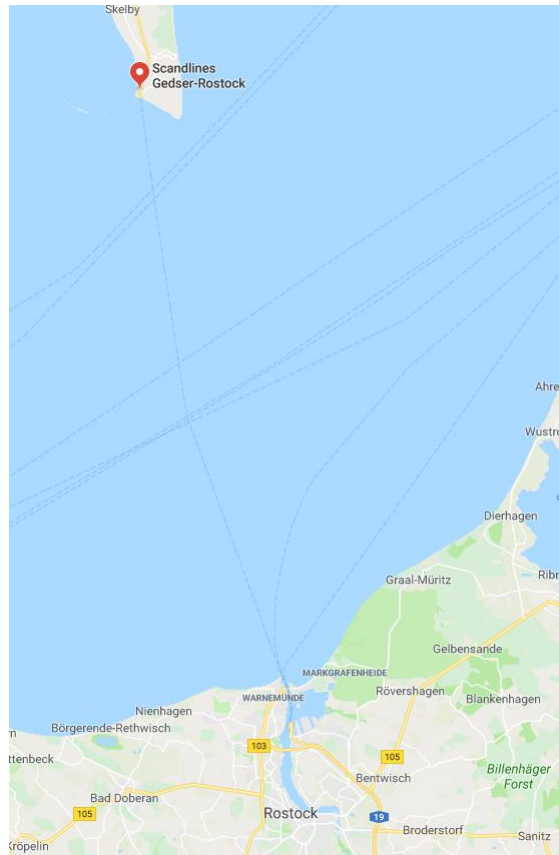 Skelby
Scandlines
Gedser-Rostock
Ahre
Wustro
Dierhagen
Ribn
Graal-Müritz
Gelbensande
MARKGRAFENHEIDE
Rövershagen
WARNEMÜNDE
Blankenhagen
Nienhagen
Börgerende-Rethwisch
rn
103
105
ttenbeck
Bentwisch
Billenhäger
Forst
Bad Doberan
105
Rostock
19
Broderstorf
Sanitz
Kröpelin